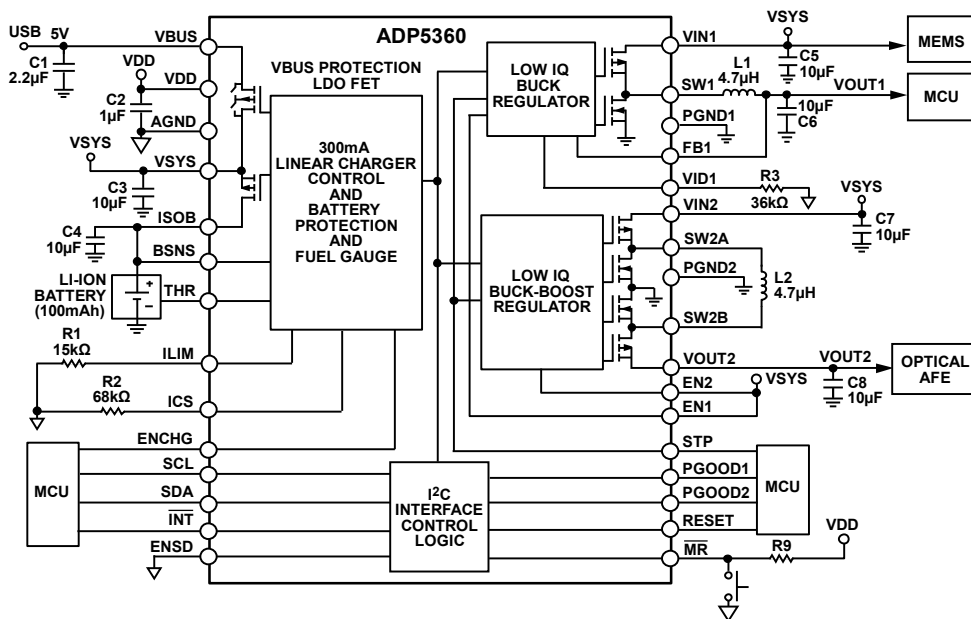 ADP5360
USB 5V
C1
2.2µF
VBUS
VDD
VDD
C2
1µF
AGND
VSYS
VSYS
C3
10µF
ISOB
C4
10µF
BSNS
LI-ION
BATTERY
(100mAh)
THR
R1
15kΩ
ILIM
R2
68kΩ
ICS
ENCHG
SCL
SDA
INT
ENSD
MCU
VBUS PROTECTION
LDO FET
300mA
LINEAR CHARGER
CONTROL
AND
BATTERY
PROTECTION
AND
FUEL GAUGE
LOW IQ
BUCK
REGULATOR
LOW IQ
BUCK-BOOST
REGULATOR
I2C
INTERFACE
CONTROL
LOGIC
VIN1
VSYS
C5
10µF
MEMS
SW1
L1
4.7µH
VOUT1
10µF
C6
MCU
PGND1
FB1
VID1
R3
36kΩ
VSYS
VIN2
C7
10µF
SW2A
PGND2
L2
4.7µH
SW2B
VOUT2
VOUT2
C8
10µF
OPTICAL
AFE
EN2
VSYS
EN1
STP
PGOOD1
PGOOD2
RESET
MCU
MR
R9
VDD